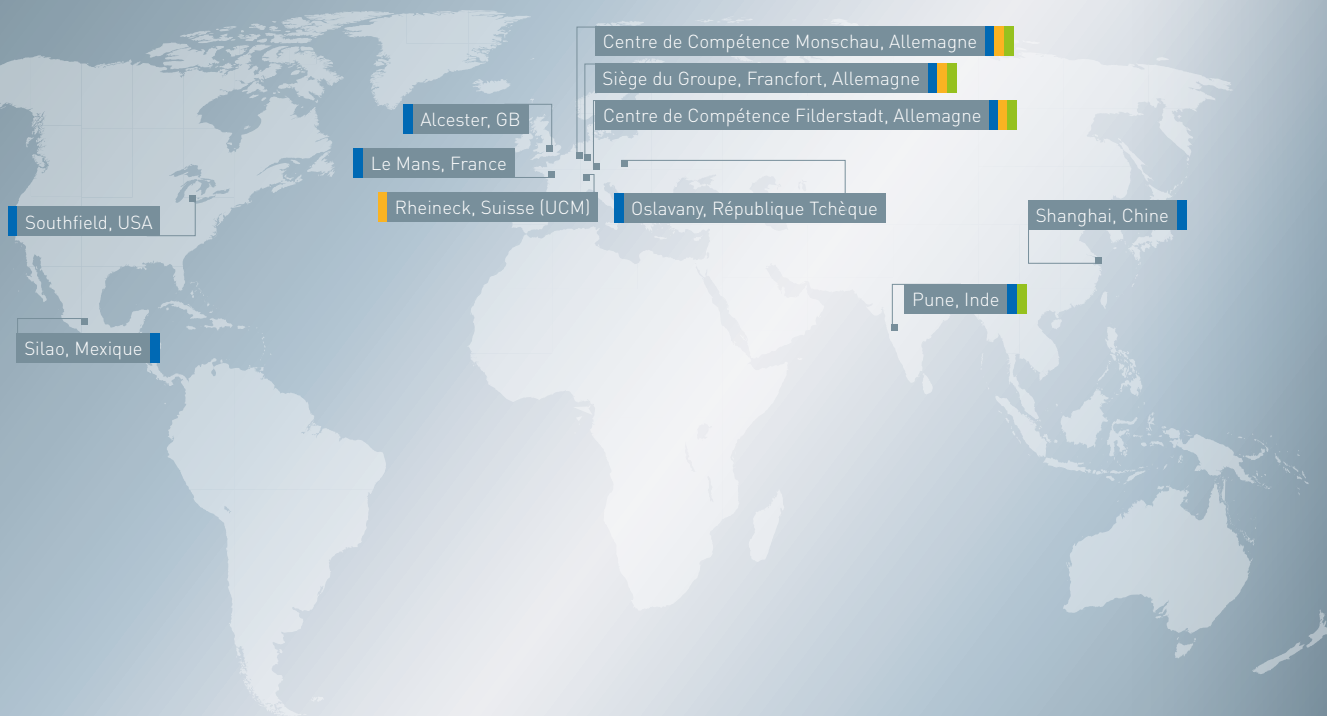 Centre de Compétence Monschau, Allemagne
Siège du Groupe, Francfort, Allemagne
Centre de Compétence Filderstadt, Allemagne
Alcester, GB
Le Mans, France
Rheineck, Suisse (UCM)
Oslavany, République Tchèque
Southfield, USA
Shanghai, Chine
Pune, Inde
Silao, Mexique